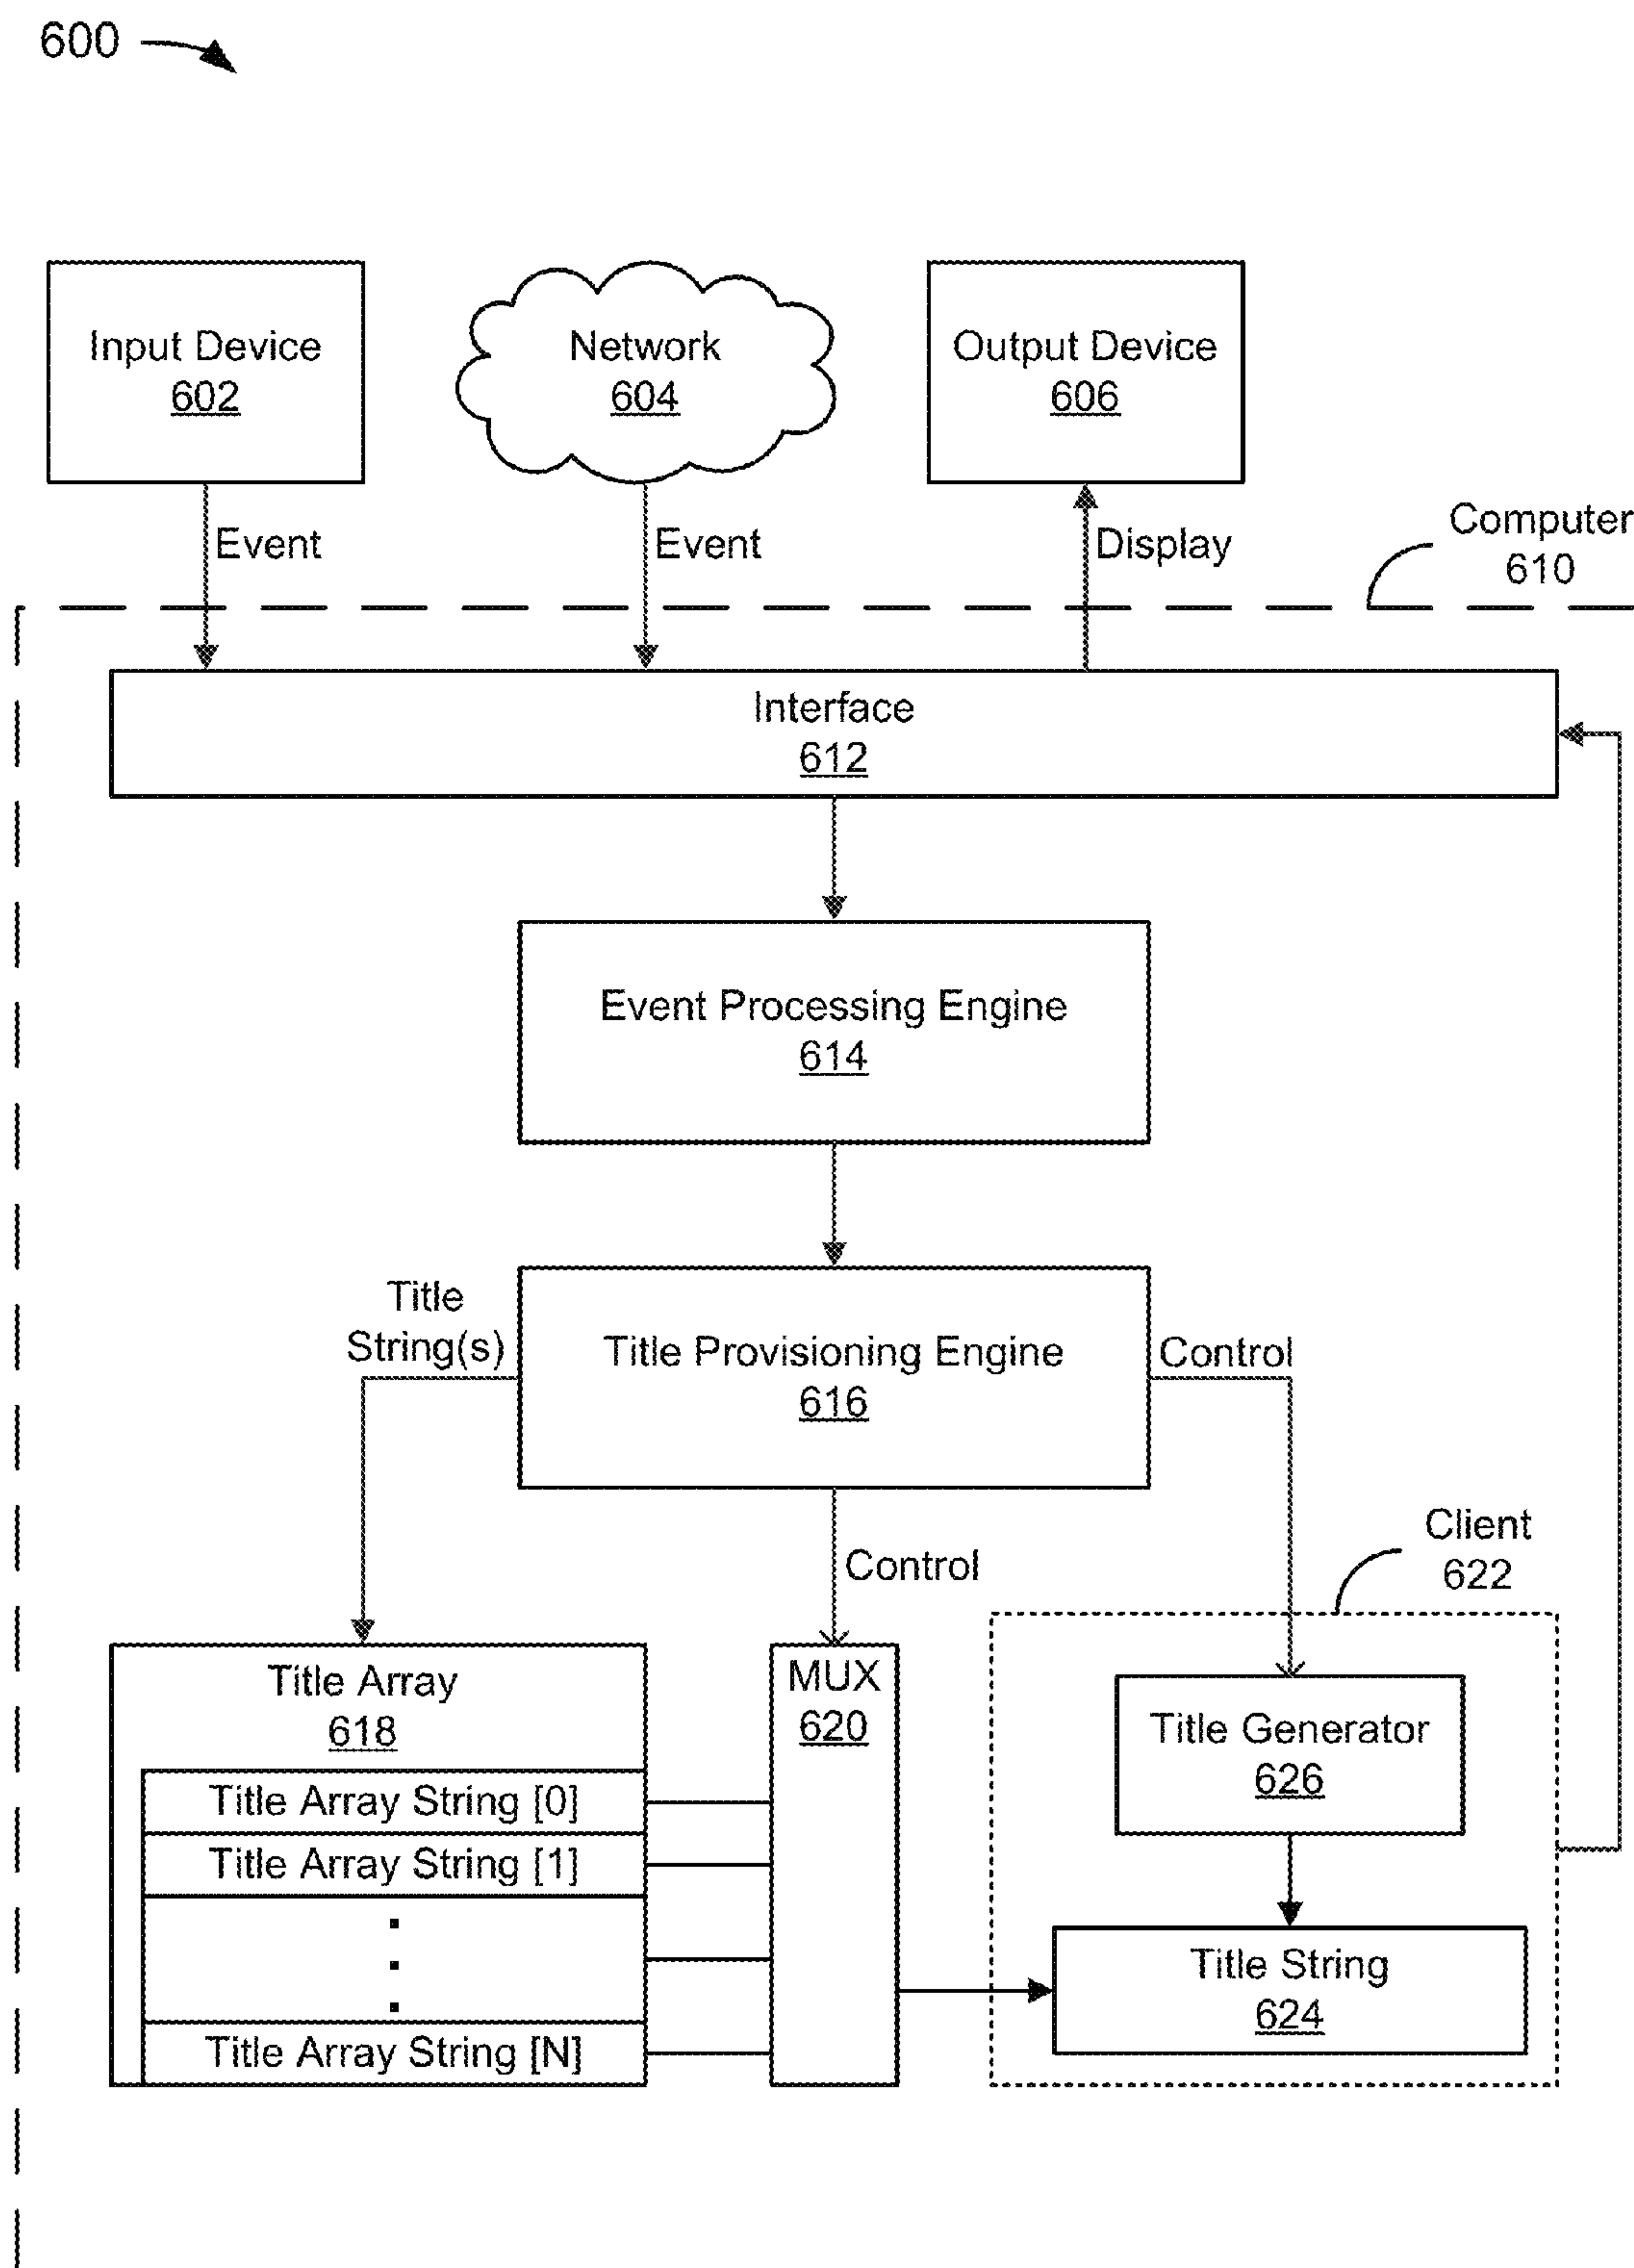 600
Input Device
602
Network
604
Output Device
606
Event
Event
Display
Computer
610
Interface
612
Event Processing Engine
614
Title
String(s)
Title Provisioning Engine
616
Control
Control
Client
622
Title Array
618
MUX
620
Title Generator
626
Title Array String [0]
Title Array String [1]
Title Array String [N]
Title String
624